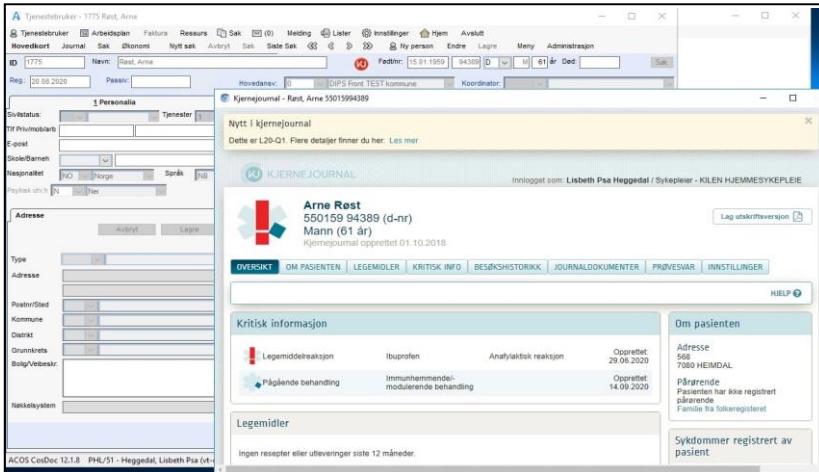 Tjenestebruker - 1775 Røst, Arne
Tjenestebruker Arbeidsplan Faktura Ressurs Sak (0) Melding Lister Innstillinger Hjem Avslutt
Hovedkort Journal Sak Økonomi Nytt søk Avbryt Søk Siste Søk Ny person Endre Lagre Meny Administrasjon
ID 1775 Navn: Røst, Arne Født/nr: 15.01.1959 94389 D M 61 år Død: Søk
Reg.: 20.08.2020 Passiv: Hovedansv: 0 DIPS Front TEST kommune Koordinator:
1 Personalia
Sivilstatus: Tjenester 1
Tlf Priv/mob/arb
E-post
Skole/Barneh
Nasjonalitet NO Norge Språk NB
Psykisk utv.h N Nei
Adresse
Avbryt Lagre
Type
Adresse
Postnr/Sted
Kommune
Distrikt
Grunnkrets
Bolig/Veibeskr.
Nøkkelsystem
ACOS CosDoc 12.1.8 PHL/51 - Heggedal, Lisbeth Psa
Kjernejournal - Røst, Arne 55015994389
Nytt i kjernejournal
Dette er L20-Q1. Flere detaljer finner du her: Les mer
KJ KJERNEJOURNAL
Innlogget som: Lisbeth Psa Heggedal / Sykepleier - KILEN HJEMMESYKEPLEIE
Arne Røst
550159 94389 (d-nr)
Mann (61 år)
Kjernejournal opprettet 01.10.2018
Lag utskriftsversjon
OVERSIKT OM PASIENTEN LEGEMIDLER KRITISK INFO BESØKSHISTORIKK JOURNALDOKUMENTER PRØVESVAR INNSTILLINGER
HJELP
Kritisk informasjon
Legemiddelreaksjon Ibuprofen Anafylaktisk reaksjon Opprettet: 29.06.2020
Pågående behandling Immunhemmende/- modulerende behandling Opprettet: 14.09.2020
Legemidler
Ingen resepter eller utleveringer siste 12 måneder.
Om pasienten
Adresse
568
7080 HEIMDAL
Pårørende
Pasienten har ikke registrert
pårørende
Familie fra folkeregisteret
Sykdommer registrert av
pasient